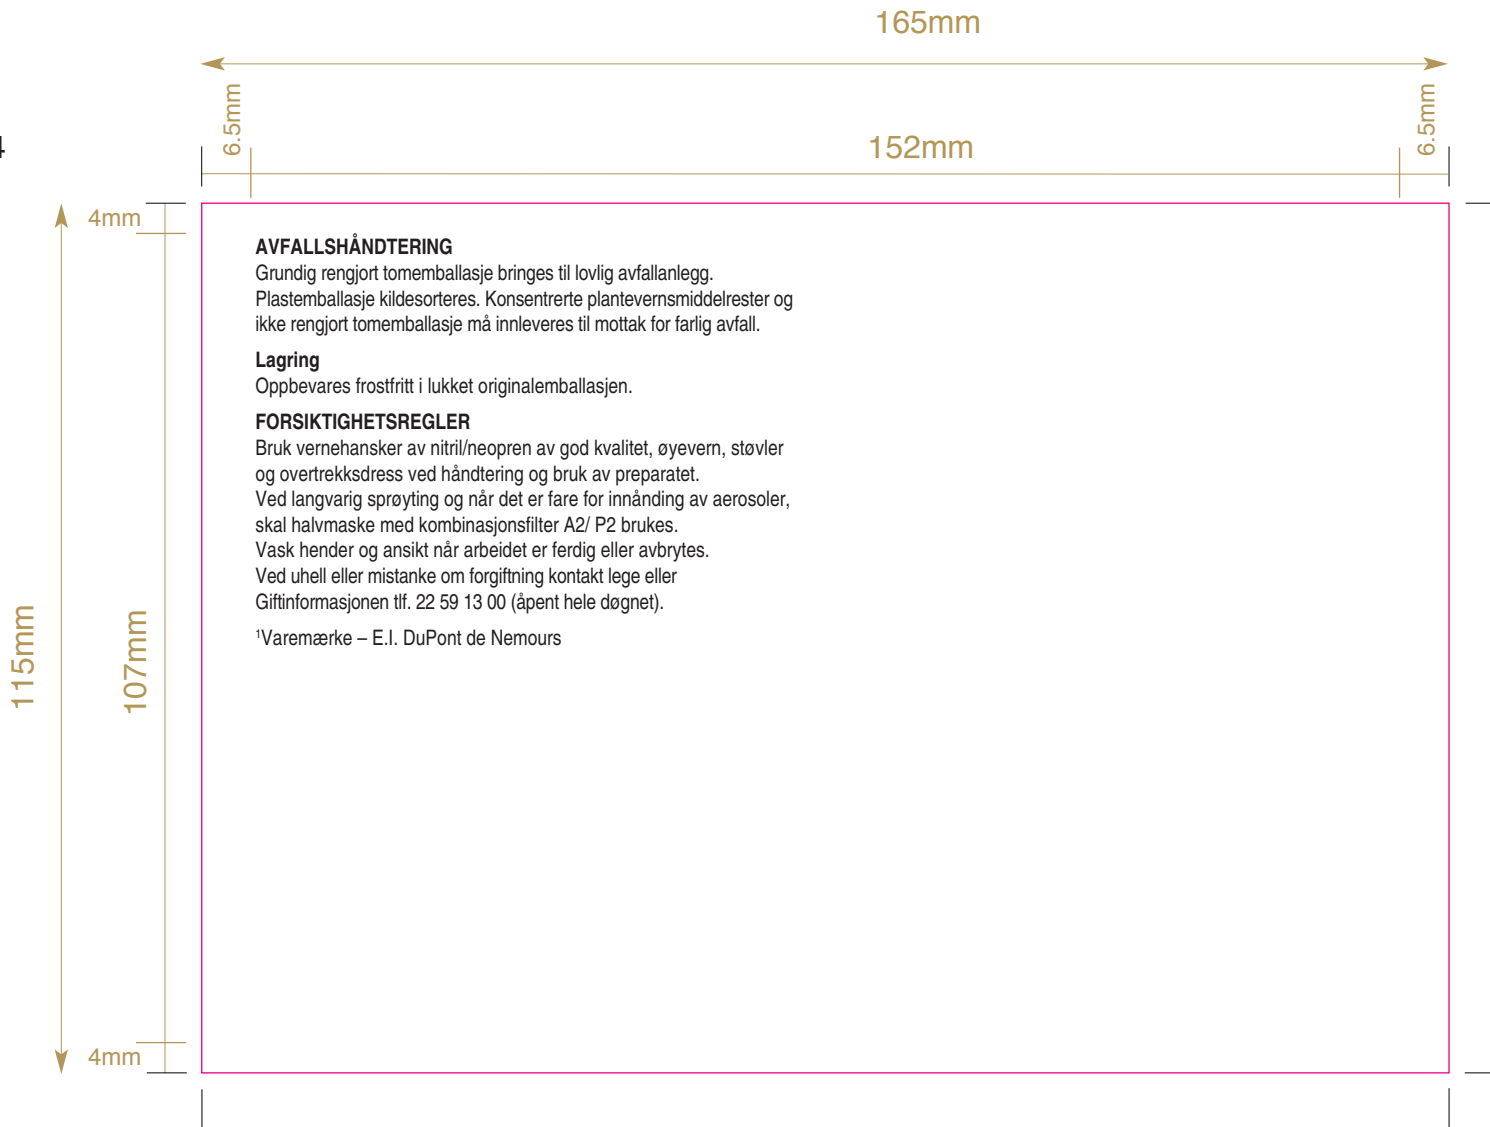 165mm
6.5mm
6.5mm
152mm
4mm
AVFALLSHÅNDTERING
Grundig rengjort tomemballasje bringes til lovlig avfallanlegg.
Plastemballasje kildesorteres. Konsentrerte plantevernsmiddelrester og
ikke rengjort tomemballasje må innleveres til mottak for farlig avfall.
Lagring
Oppbevares frostfritt i lukket originalemballasjen.
FORSIKTIGHETSREGLER
Bruk vernehansker av nitril/neopren av god kvalitet, øyevern, støvler
og overtrekksdress ved håndtering og bruk av preparatet.
Ved langvarig sprøyting og når det er fare for innånding av aerosoler,
skal halvmaske med kombinasjonsfilter A2/ P2 brukes.
Vask hender og ansikt når arbeidet er ferdig eller avbrytes.
Ved uhell eller mistanke om forgiftning kontakt lege eller
Giftinformasjonen tlf. 22 59 13 00 (åpent hele døgnet).
¹Varemærke – E.I. DuPont de Nemours
115mm
107mm
4mm